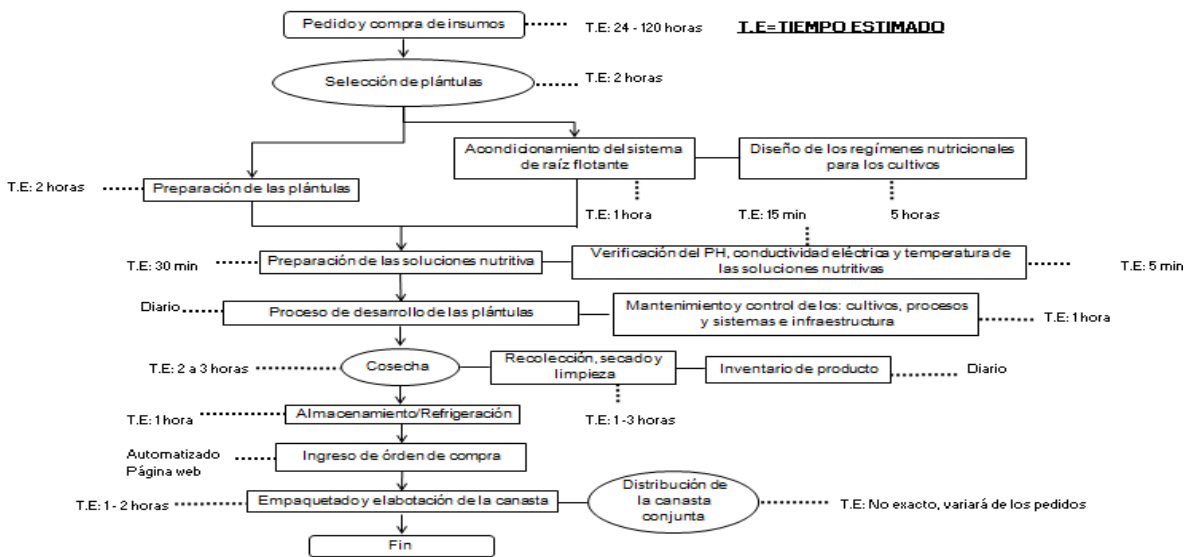 Pedido y compra de insumos
T.E: 24 - 120 horas
T.E=TIEMPO ESTIMADO
Selección de plántulas
T.E: 2 horas
Acondicionamiento del sistema
de raíz flotante
Diseño de los regímenes nutricionales
para los cultivos
T.E: 2 horas
Preparación de las plántulas
T.E: 1 hora
T.E: 15 min
5 horas
T.E: 30 min
Preparación de las soluciones nutritiva
Verificación del PH, conductividad eléctrica y temperatura de
las soluciones nutritivas
T.E: 5 min
Diario
Proceso de desarrollo de las plántulas
Mantenimiento y control de los: cultivos, procesos
y sistemas e infraestructura
T.E: 1 hora
T.E: 2 a 3 horas
Cosecha
Recolección, secado y
limpieza
Inventario de producto
Diario
T.E: 1 hora
Almacenamiento/Refrigeración
T.E: 1 -3 horas
Automatizado
Página web
Ingreso de órden de compra
T.E: 1 - 2 horas
Empaquetado y elabotación de la canasta
Distribución de
la canasta
conjunta
T.E: No exacto, variará de los pedidos
Fin